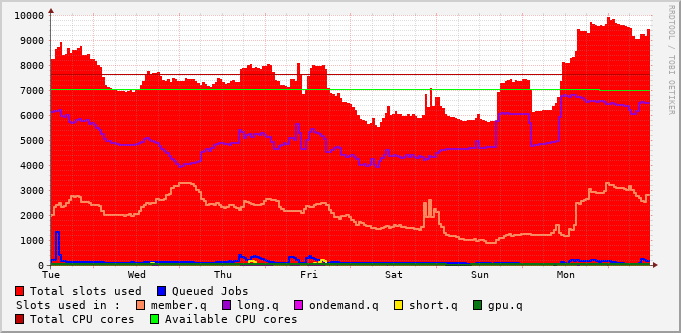 10000
9000
8000
7000
6000
5000
4000
3000
2000
1000
0
Tue Wed Thu Fri Sat Sun Mon
RRDTOOL / TOBI OETIKER
Total slots used Queued Jobs
Slots used in : member.q long.q ondemand.q short.q gpu.q
Total CPU cores Available CPU cores